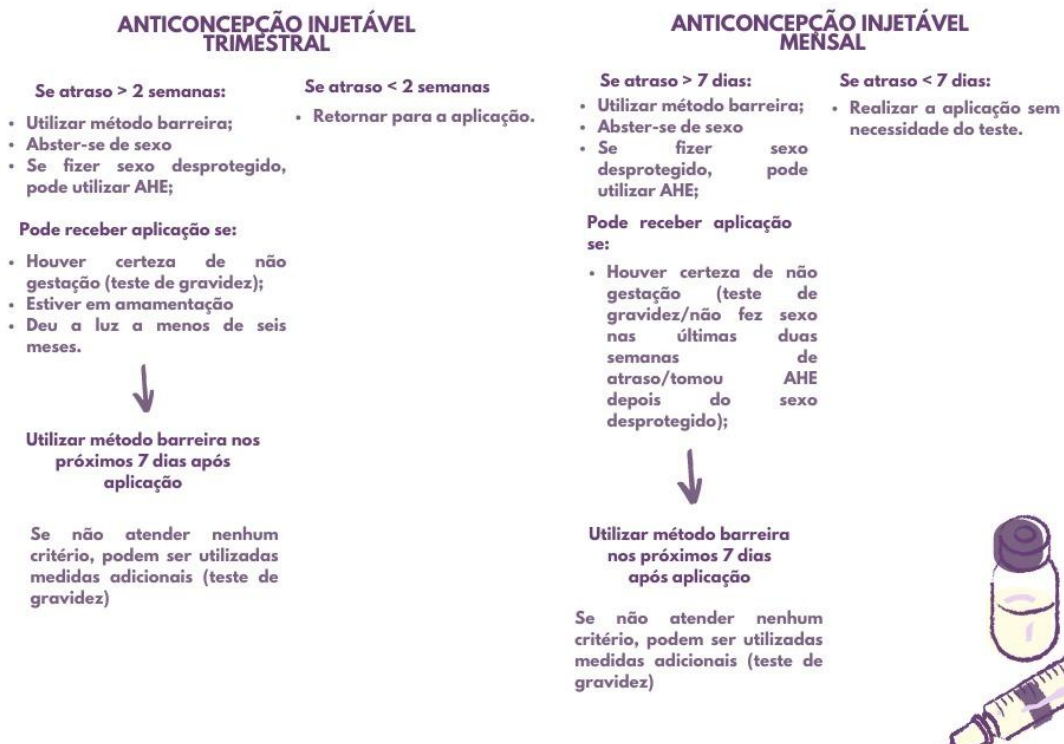 ANTICONCEPÇÃO INJETÁVEL
TRIMESTRAL
Se atraso > 2 semanas:
• Utilizar método barreira;
• Abster-se de sexo
• Se fizer sexo desprotegido,
pode utilizar AHE;
Pode receber aplicação se:
• Houver certeza de não
gestação (teste de gravidez);
• Estiver em amamentação
• Deu a luz a menos de seis
meses.
Utilizar método barreira nos
próximos 7 dias após
aplicação
Se não atender nenhum
critério, podem ser utilizadas
medidas adicionais (teste de
gravidez)
Se atraso < 2 semanas
• Retornar para a aplicação.
ANTICONCEPÇÃO INJETÁVEL
MENSAL
Se atraso > 7 dias:
• Utilizar método barreira;
• Abster-se de sexo
• Se fizer sexo
desprotegido, pode
utilizar AHE;
Pode receber aplicação
se:
• Houver certeza de não
gestação (teste de
gravidez/não fez sexo
nas últimas duas
semanas de
atraso/tomou AHE
depois do sexo
desprotegido);
Utilizar método barreira
nos próximos 7 dias
após aplicação
Se não atender nenhum
critério, podem ser utilizadas
medidas adicionais (teste de
gravidez)
Se atraso < 7 dias:
• Realizar a aplicação sem
necessidade do teste.